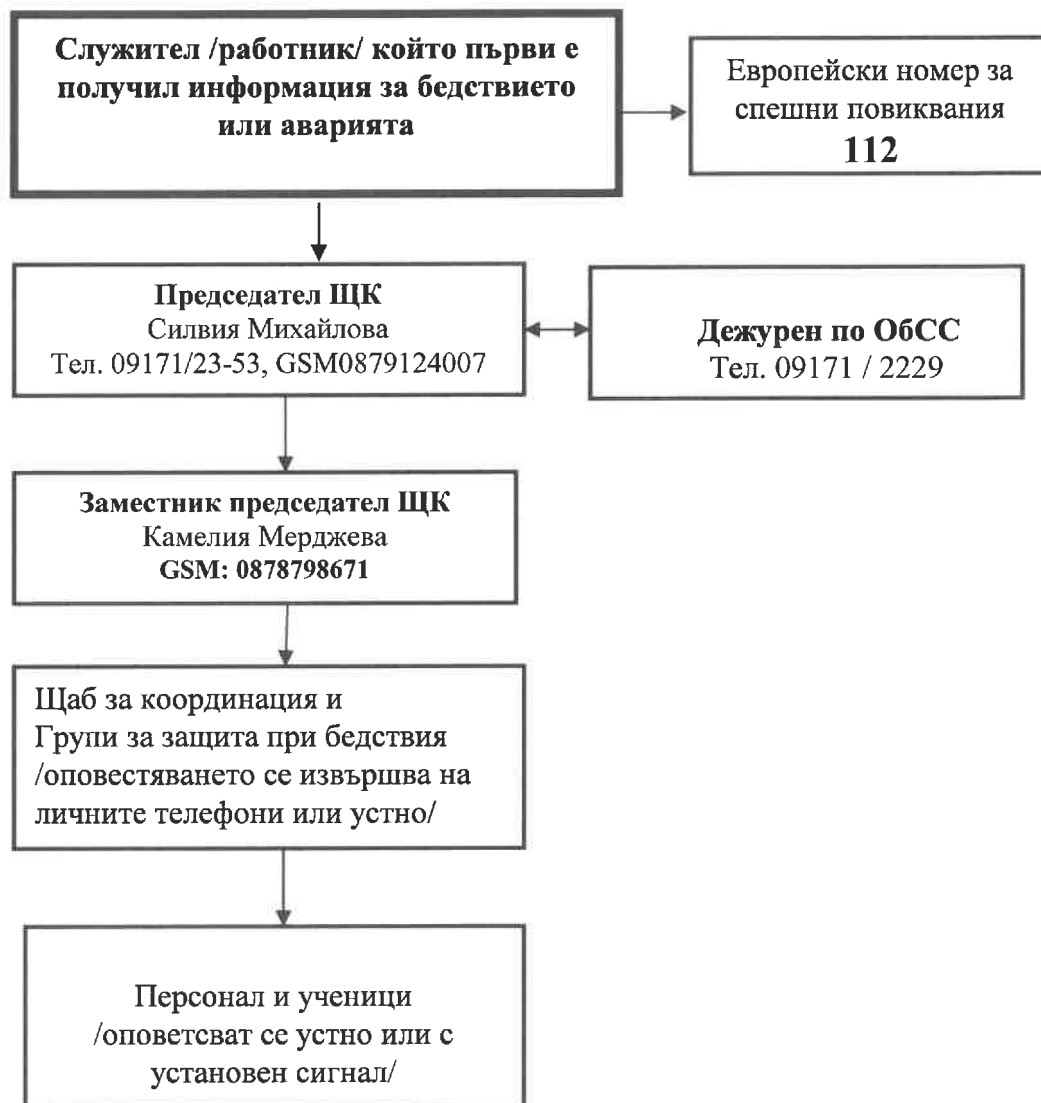 Служител /работник/ който първи е
получил информация за бедствието
или аварията
Европейски номер за
спешни повиквания
112
Председател ЩК
Силвия Михайлова
Тел. 09171/23-53, GSM0879124007
Дежурен по ОбСС
Тел. 09171 / 2229
Заместник председател ЩК
Камелия Мерджева
GSM: 0878798671
Щаб за координация и
Групи за защита при бедствия
/оповестяването се извършва на
личните телефони или устно/
Персонал и ученици
/оповетсват се устно или с
установен сигнал/